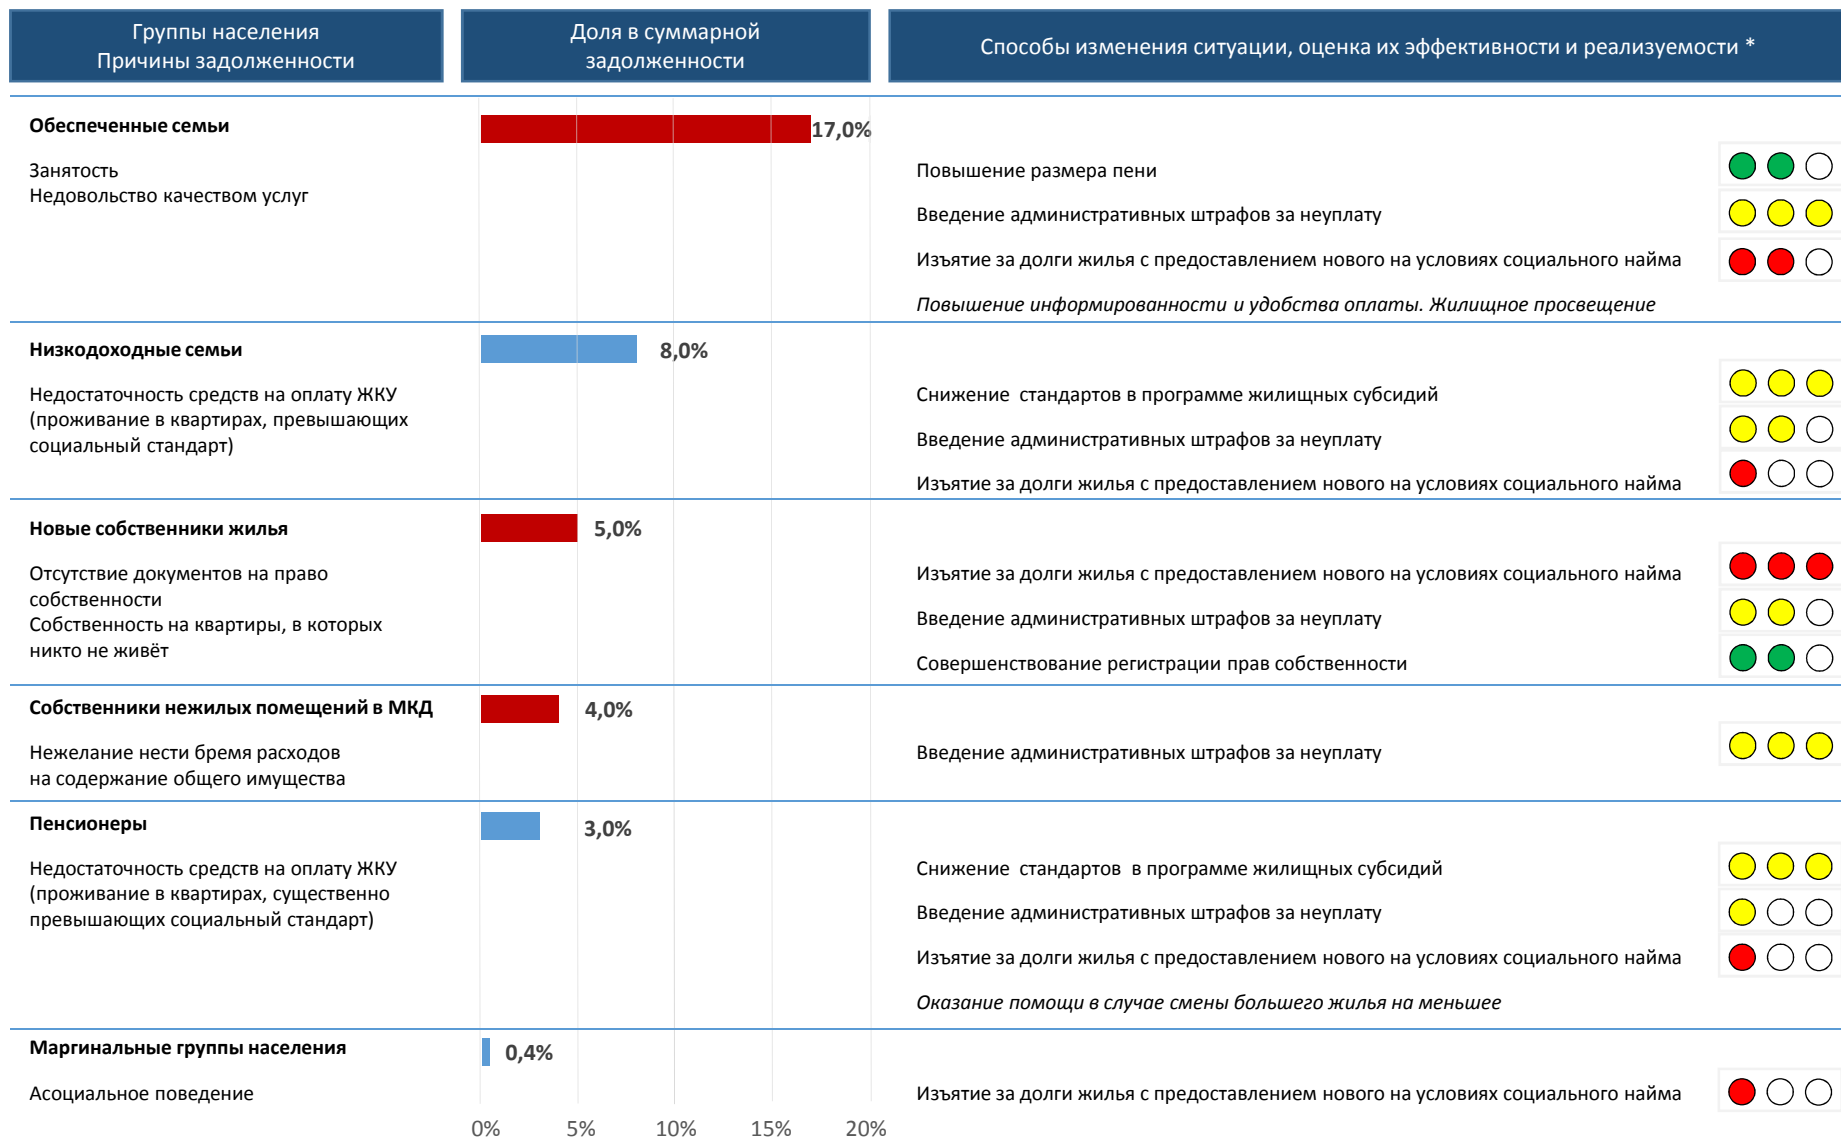 Группы населения
Причины задолженности
Доля в суммарной
задолженности
Способы изменения ситуации, оценка их эффективности и реализуемости *
Обеспеченные семьи
17,0%
Занятость
Недовольство качеством услуг
Повышение размера пени
Введение административных штрафов за неуплату
Изъятие за долги жилья с предоставлением нового на условиях социального найма
Повышение информированности и удобства оплаты. Жилищное просвещение
Низкодоходные семьи
8,0%
Недостаточность средств на оплату ЖКУ
(проживание в квартирах, превышающих
социальный стандарт)
Снижение стандартов в программе жилищных субсидий
Введение административных штрафов за неуплату
Изъятие за долги жилья с предоставлением нового на условиях социального найма
Новые собственники жилья
5,0%
Отсутствие документов на право
собственности
Собственность на квартиры, в которых
никто не живёт
Изъятие за долги жилья с предоставлением нового на условиях социального найма
Введение административных штрафов за неуплату
Совершенствование регистрации прав собственности
Собственники нежилых помещений в МКД
4,0%
Нежелание нести бремя расходов
на содержание общего имущества
Введение административных штрафов за неуплату
Пенсионеры
3,0%
Недостаточность средств на оплату ЖКУ
(проживание в квартирах, существенно
превышающих социальный стандарт)
Снижение стандартов в программе жилищных субсидий
Введение административных штрафов за неуплату
Изъятие за долги жилья с предоставлением нового на условиях социального найма
Оказание помощи в случае смены большего жилья на меньшее
Маргинальные группы населения
0,4%
Асоциальное поведение
Изъятие за долги жилья с предоставлением нового на условиях социального найма
0% 5% 10% 15% 20%